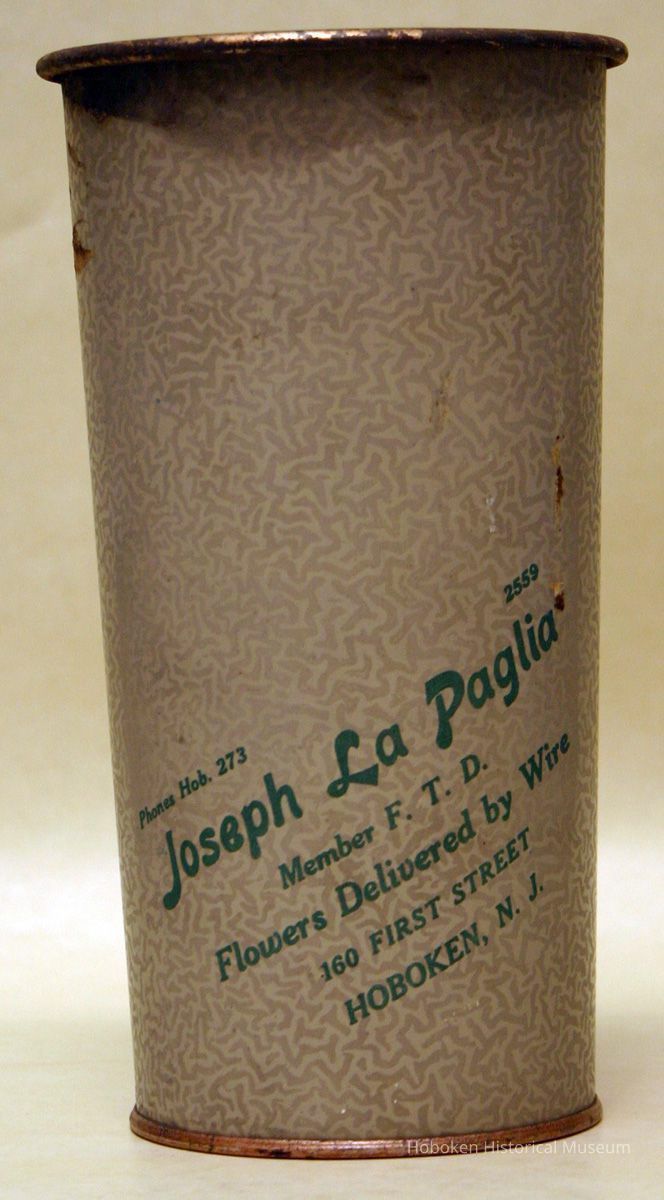 Phones Hob. 273 2559
Joseph La Paglia
Member F. T. D.
Flowers Delivered by Wire
160 FIRST STREET
HOBOKEN, N. J.
Hoboken Historical Museum